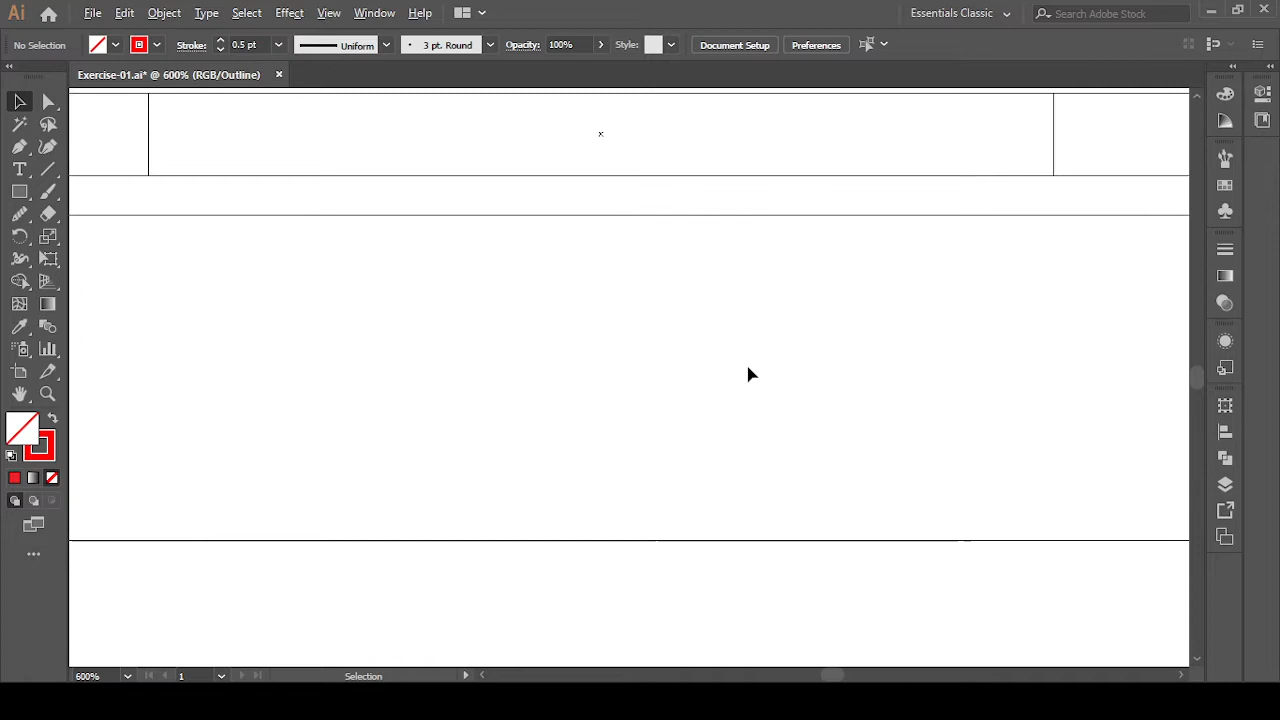 Ai File Edit Object Type Select Effect View Window Help Essentials Classic Search Adobe Stock
No Selection Stroke: 0.5 pt Uniform 3 pt. Round Opacity: 100% Style: Document Setup Preferences
Exercise-01.ai* @ 600% (RGB/Outline) ×
600% 1 Selection